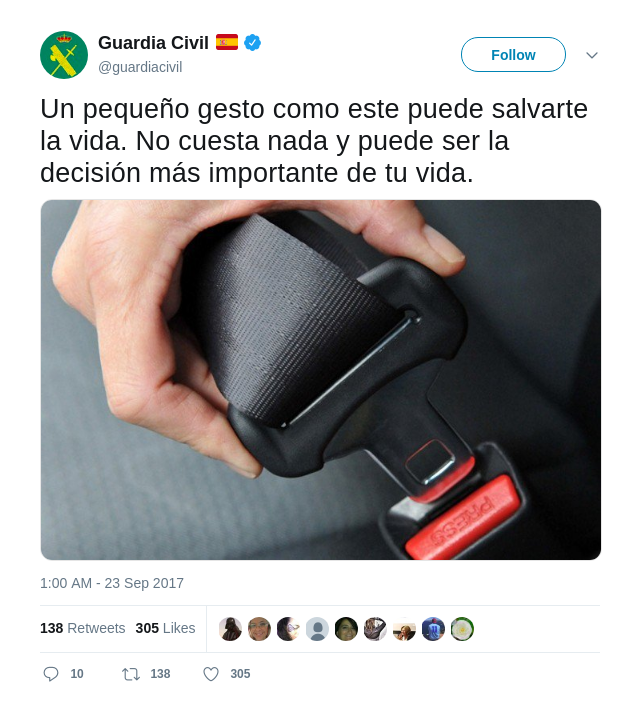 Guardia Civil
@guardiacivil
Follow
Un pequeño gesto como este puede salvarte
la vida. No cuesta nada y puede ser la
decisión más importante de tu vida.
PRESS
1:00 AM - 23 Sep 2017
138 Retweets 305 Likes
10 138 305